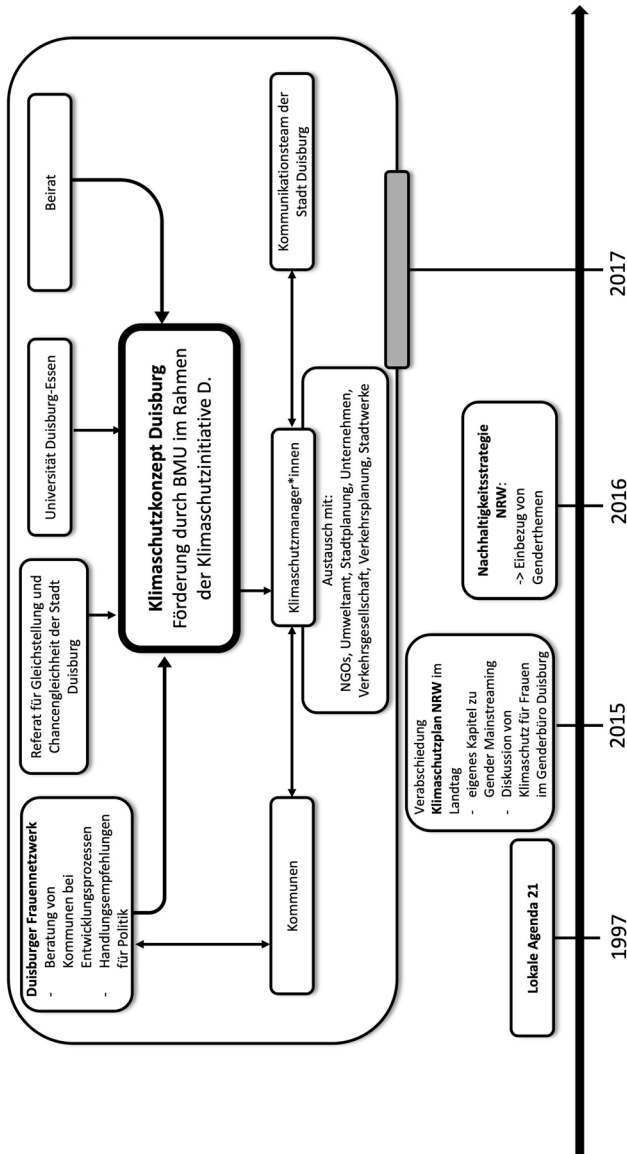 Duisburger Frauennetzwerk
- Beratung von
Kommunen bei
Entwicklungsprozessen
- Handlungsempfehlungen
für Politik
Referat für Gleichstellung und
Chancengleichheit der Stadt
Duisburg
Universität Duisburg-Essen
Beirat
Klimaschutzkonzept Duisburg
Förderung durch BMU im Rahmen
der Klimaschutzinitiative D.
Kommunen
Klimaschutzmanager*innen
Kommunikationsteam der
Stadt Duisburg
Austausch mit:
NGOs, Umweltamt, Stadtplanung, Unternehmen,
Verkehrsgesellschaft, Verkehrsplanung, Stadtwerke
Lokale Agenda 21
Verabschiedung
Klimaschutzplan NRW im
Landtag
- eigenes Kapitel zu
Gender Mainstreaming
- Diskussion von
Klimaschutz für Frauen
im Genderbüro Duisburg
Nachhaltigkeitsstrategie
NRW:
-> Einbezug von
Genderthemen
1997
2015
2016
2017